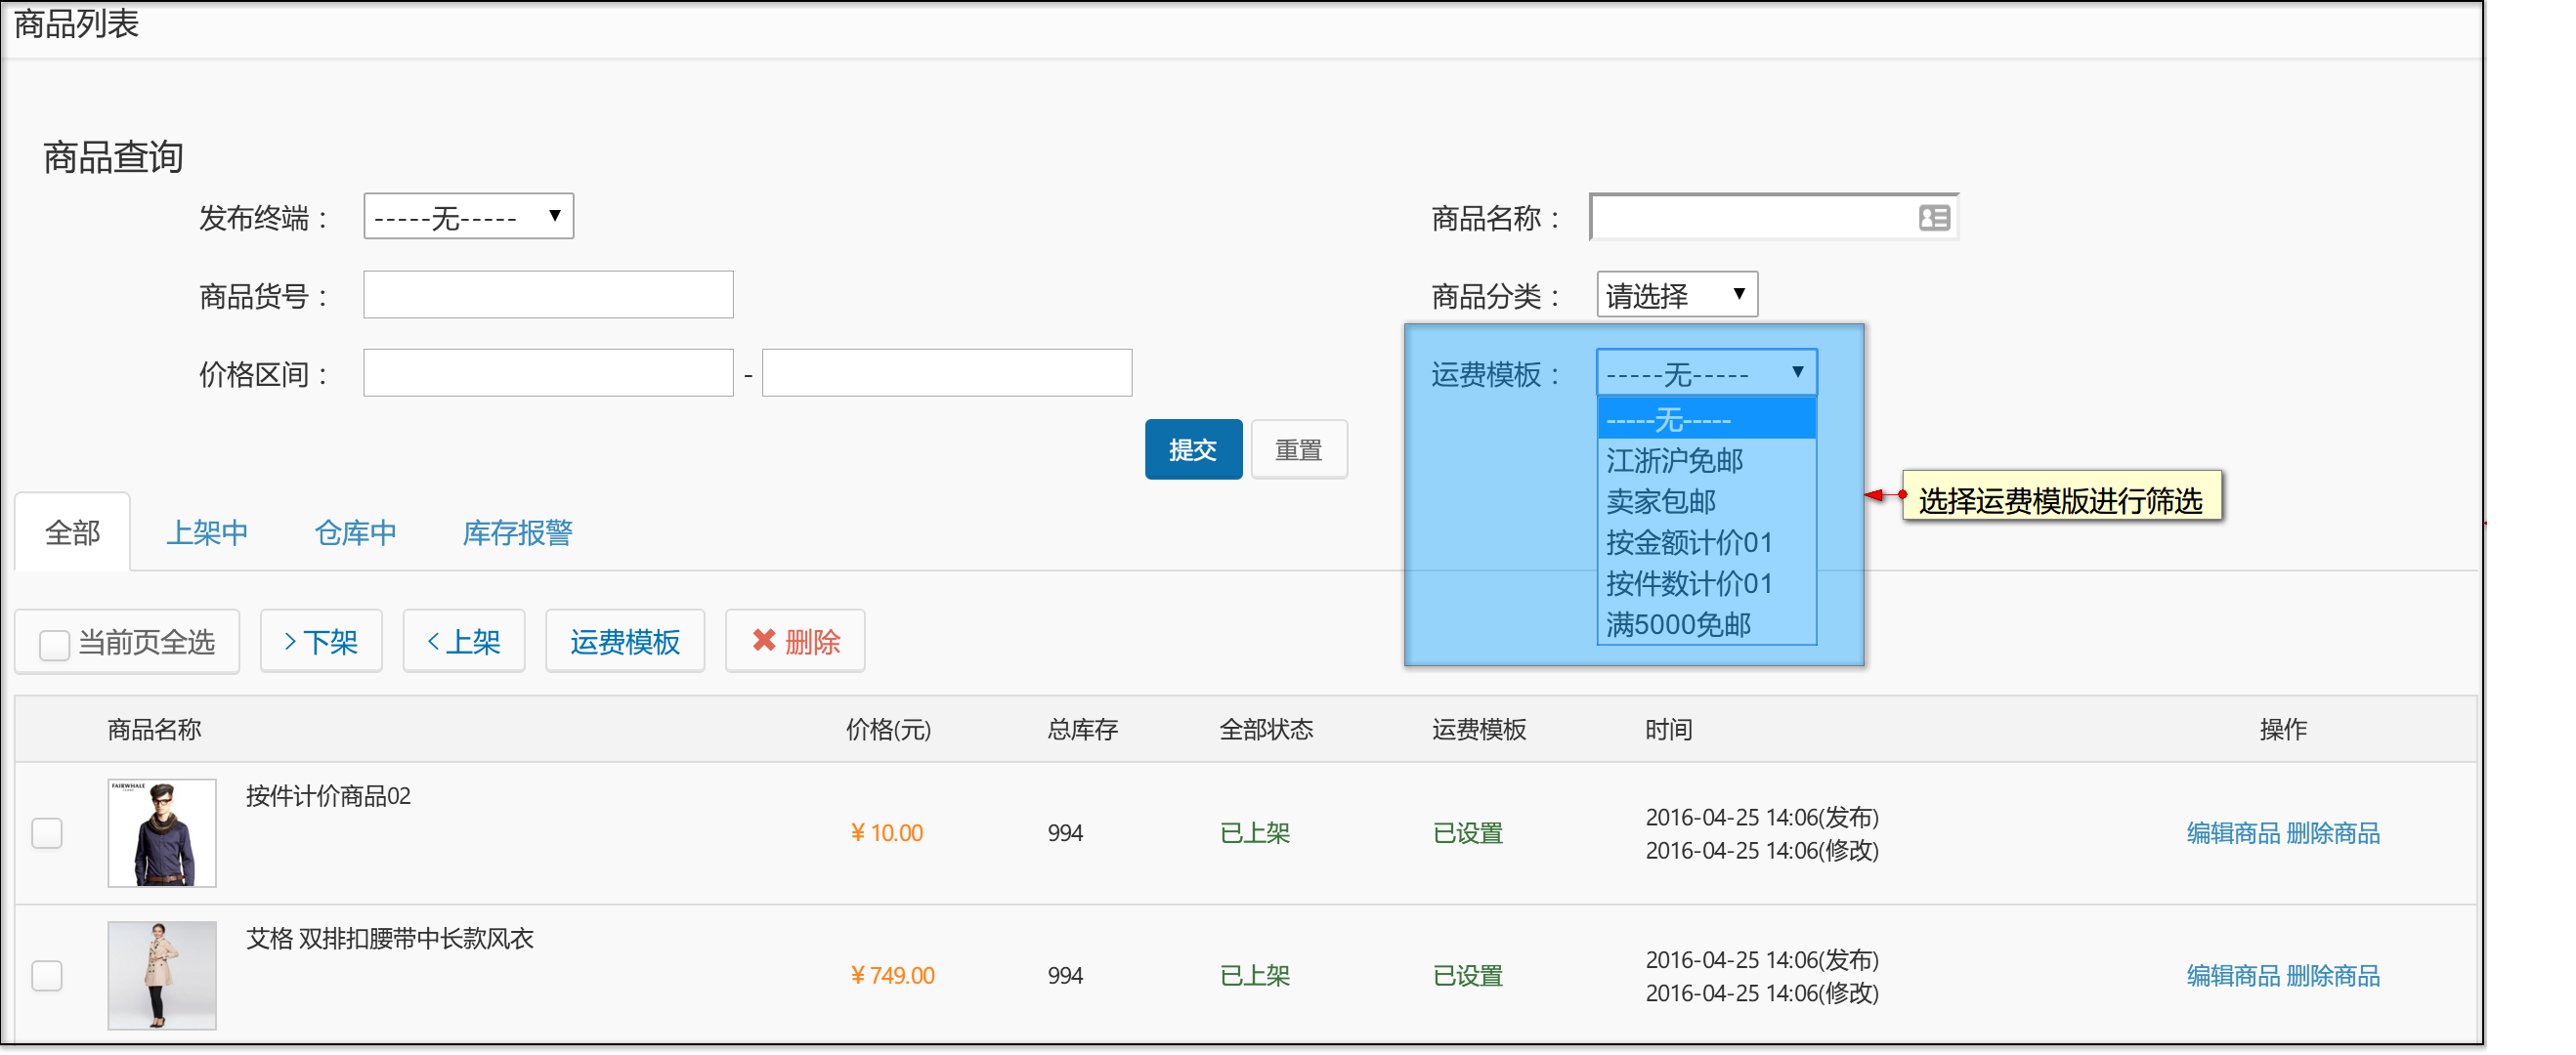 商品列表
商品查询
发布终端： -----无----- 商品名称：
商品货号： 商品分类： 请选择
价格区间： - 运费模板： -----无-----
-----无-----
江浙沪免邮
卖家包邮
按金额计价01
按件数计价01
满5000免邮
选择运费模版进行筛选
提交 重置
全部 上架中 仓库中 库存报警
当前页全选 下架 上架 运费模板 删除
商品名称 价格(元) 总库存 全部状态 运费模板 时间 操作
FAIRWHALE
按件计价商品02
¥ 10.00 994 已上架 已设置 2016-04-25 14:06(发布) 编辑商品 删除商品
2016-04-25 14:06(修改)
艾格 双排扣腰带中长款风衣
¥ 749.00 994 已上架 已设置 2016-04-25 14:06(发布) 编辑商品 删除商品
2016-04-25 14:06(修改)